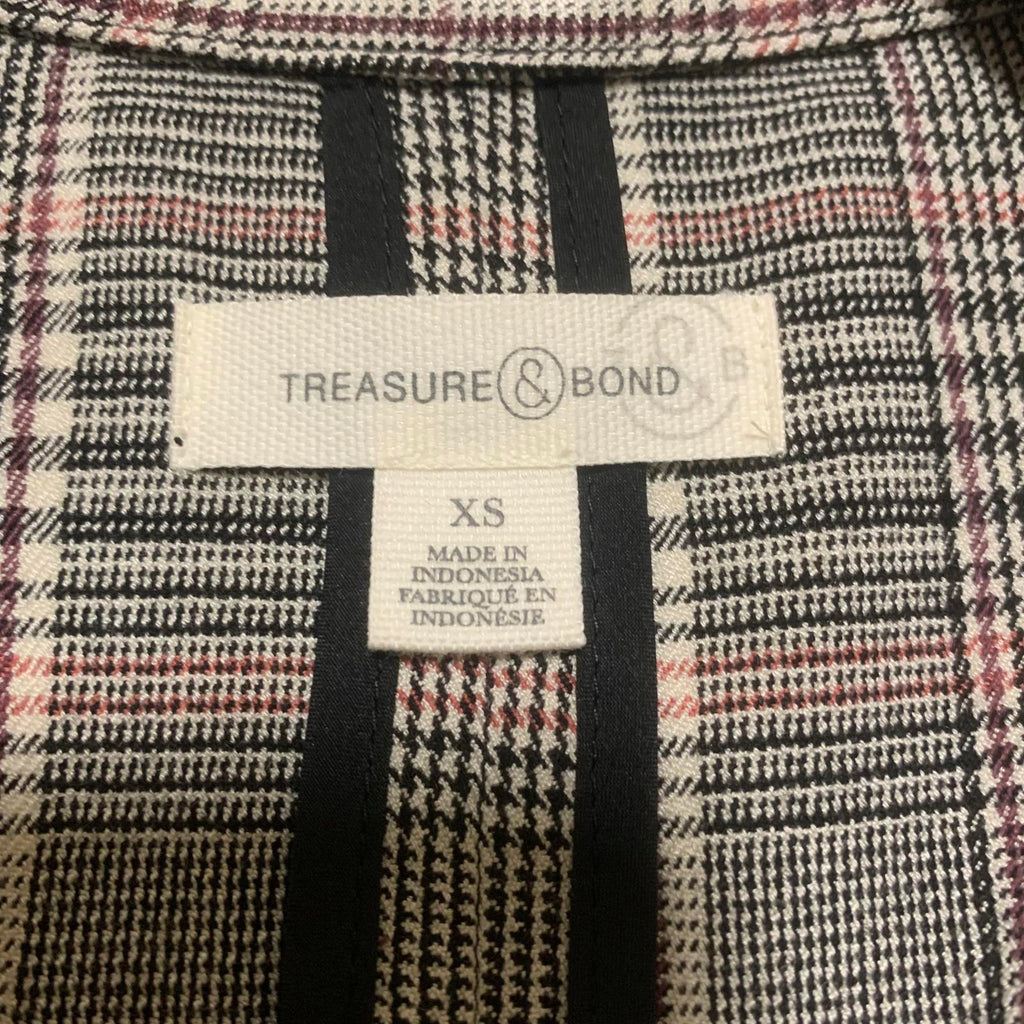 TREASURE & BOND
& B
XS
MADE IN
INDONESIA
FABRIQUÉ EN
INDONÉSIE